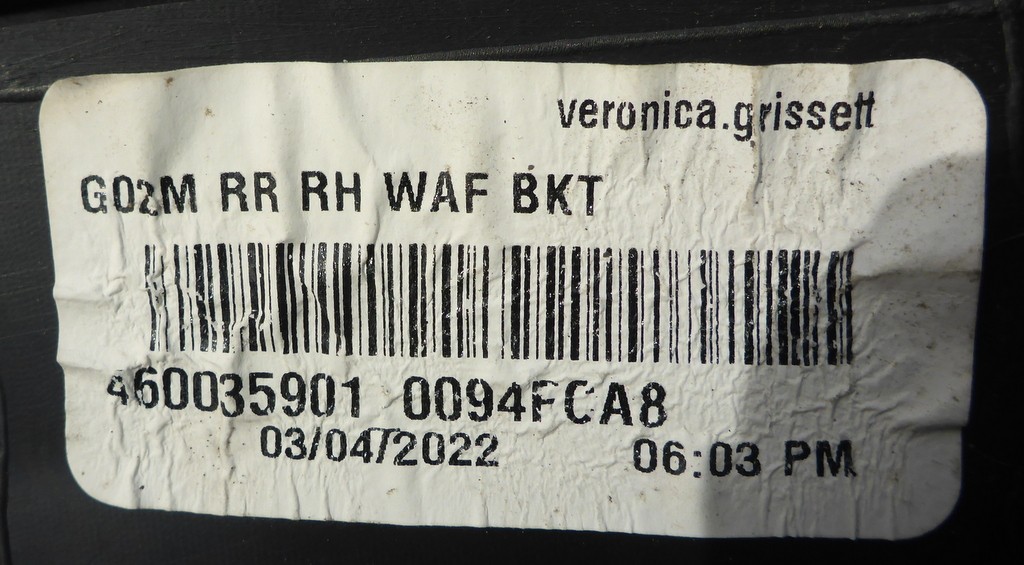 veronica.grissett
G02M RR RH WAF BKT
460035901 0094FCA8
03/04/2022 06:03 PM